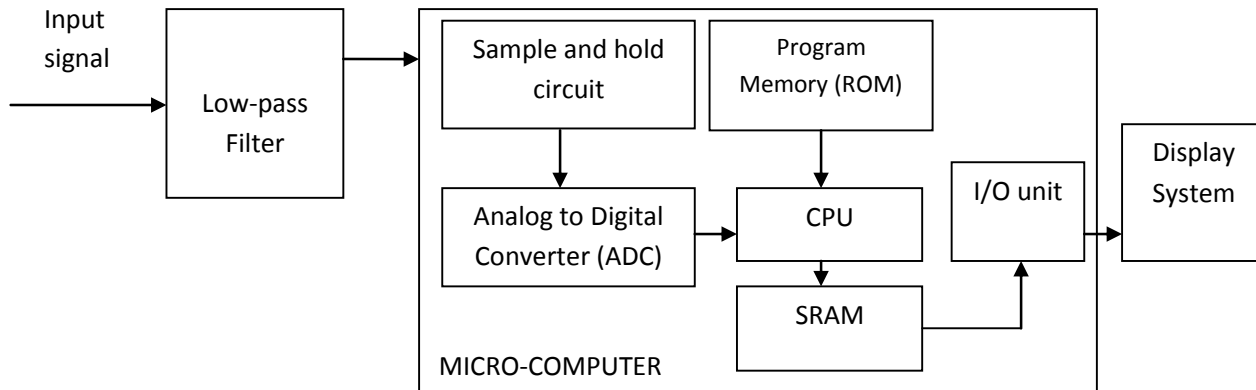 Input
signal
Low-pass
Filter
Sample and hold
circuit
Program
Memory (ROM)
Analog to Digital
Converter (ADC)
CPU
SRAM
I/O unit
Display
System
MICRO-COMPUTER